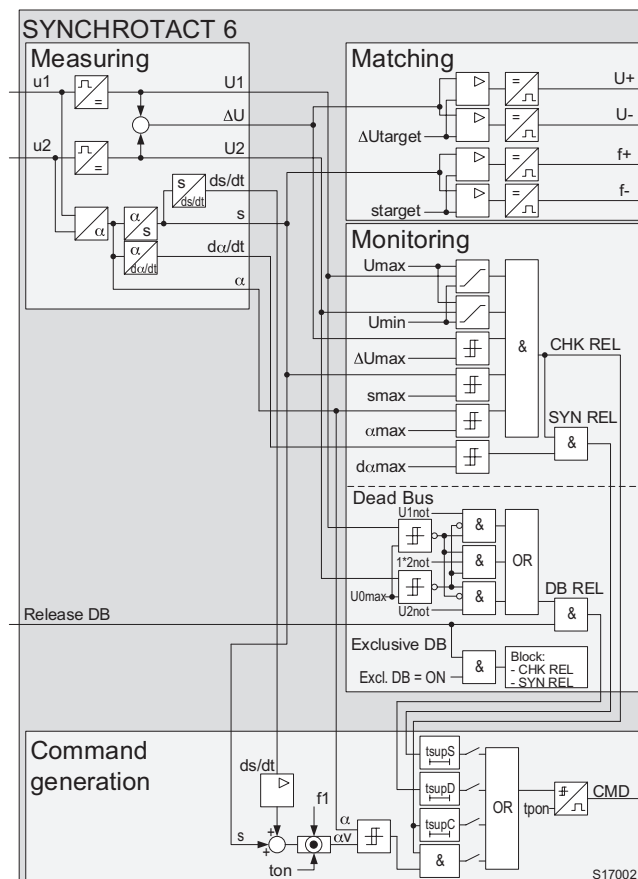 SYNCHROTACT 6
Measuring
u1
=
U1
ΔU
u2
=
U2
s
ds/dt
ds/dt
α
α
s
s
α
dα/dt
dα/dt
α
Matching
=
U+
=
U-
ΔUtarget
=
f+
=
f-
starget
Monitoring
Umax
Umin
ΔUmax
&
CHK REL
smax
SYN REL
αmax
&
dαmax
Dead Bus
U1not
&
1*2not
&
OR
U0max
&
DB REL
U2not
&
Release DB
Exclusive DB
&
Block:
- CHK REL
- SYN REL
Excl. DB = ON
Command
generation
ds/dt
f1
s
+
+
α
αv
ton
tsupS
tsupD
tsupC
&
OR
tpon
CMD
S17002